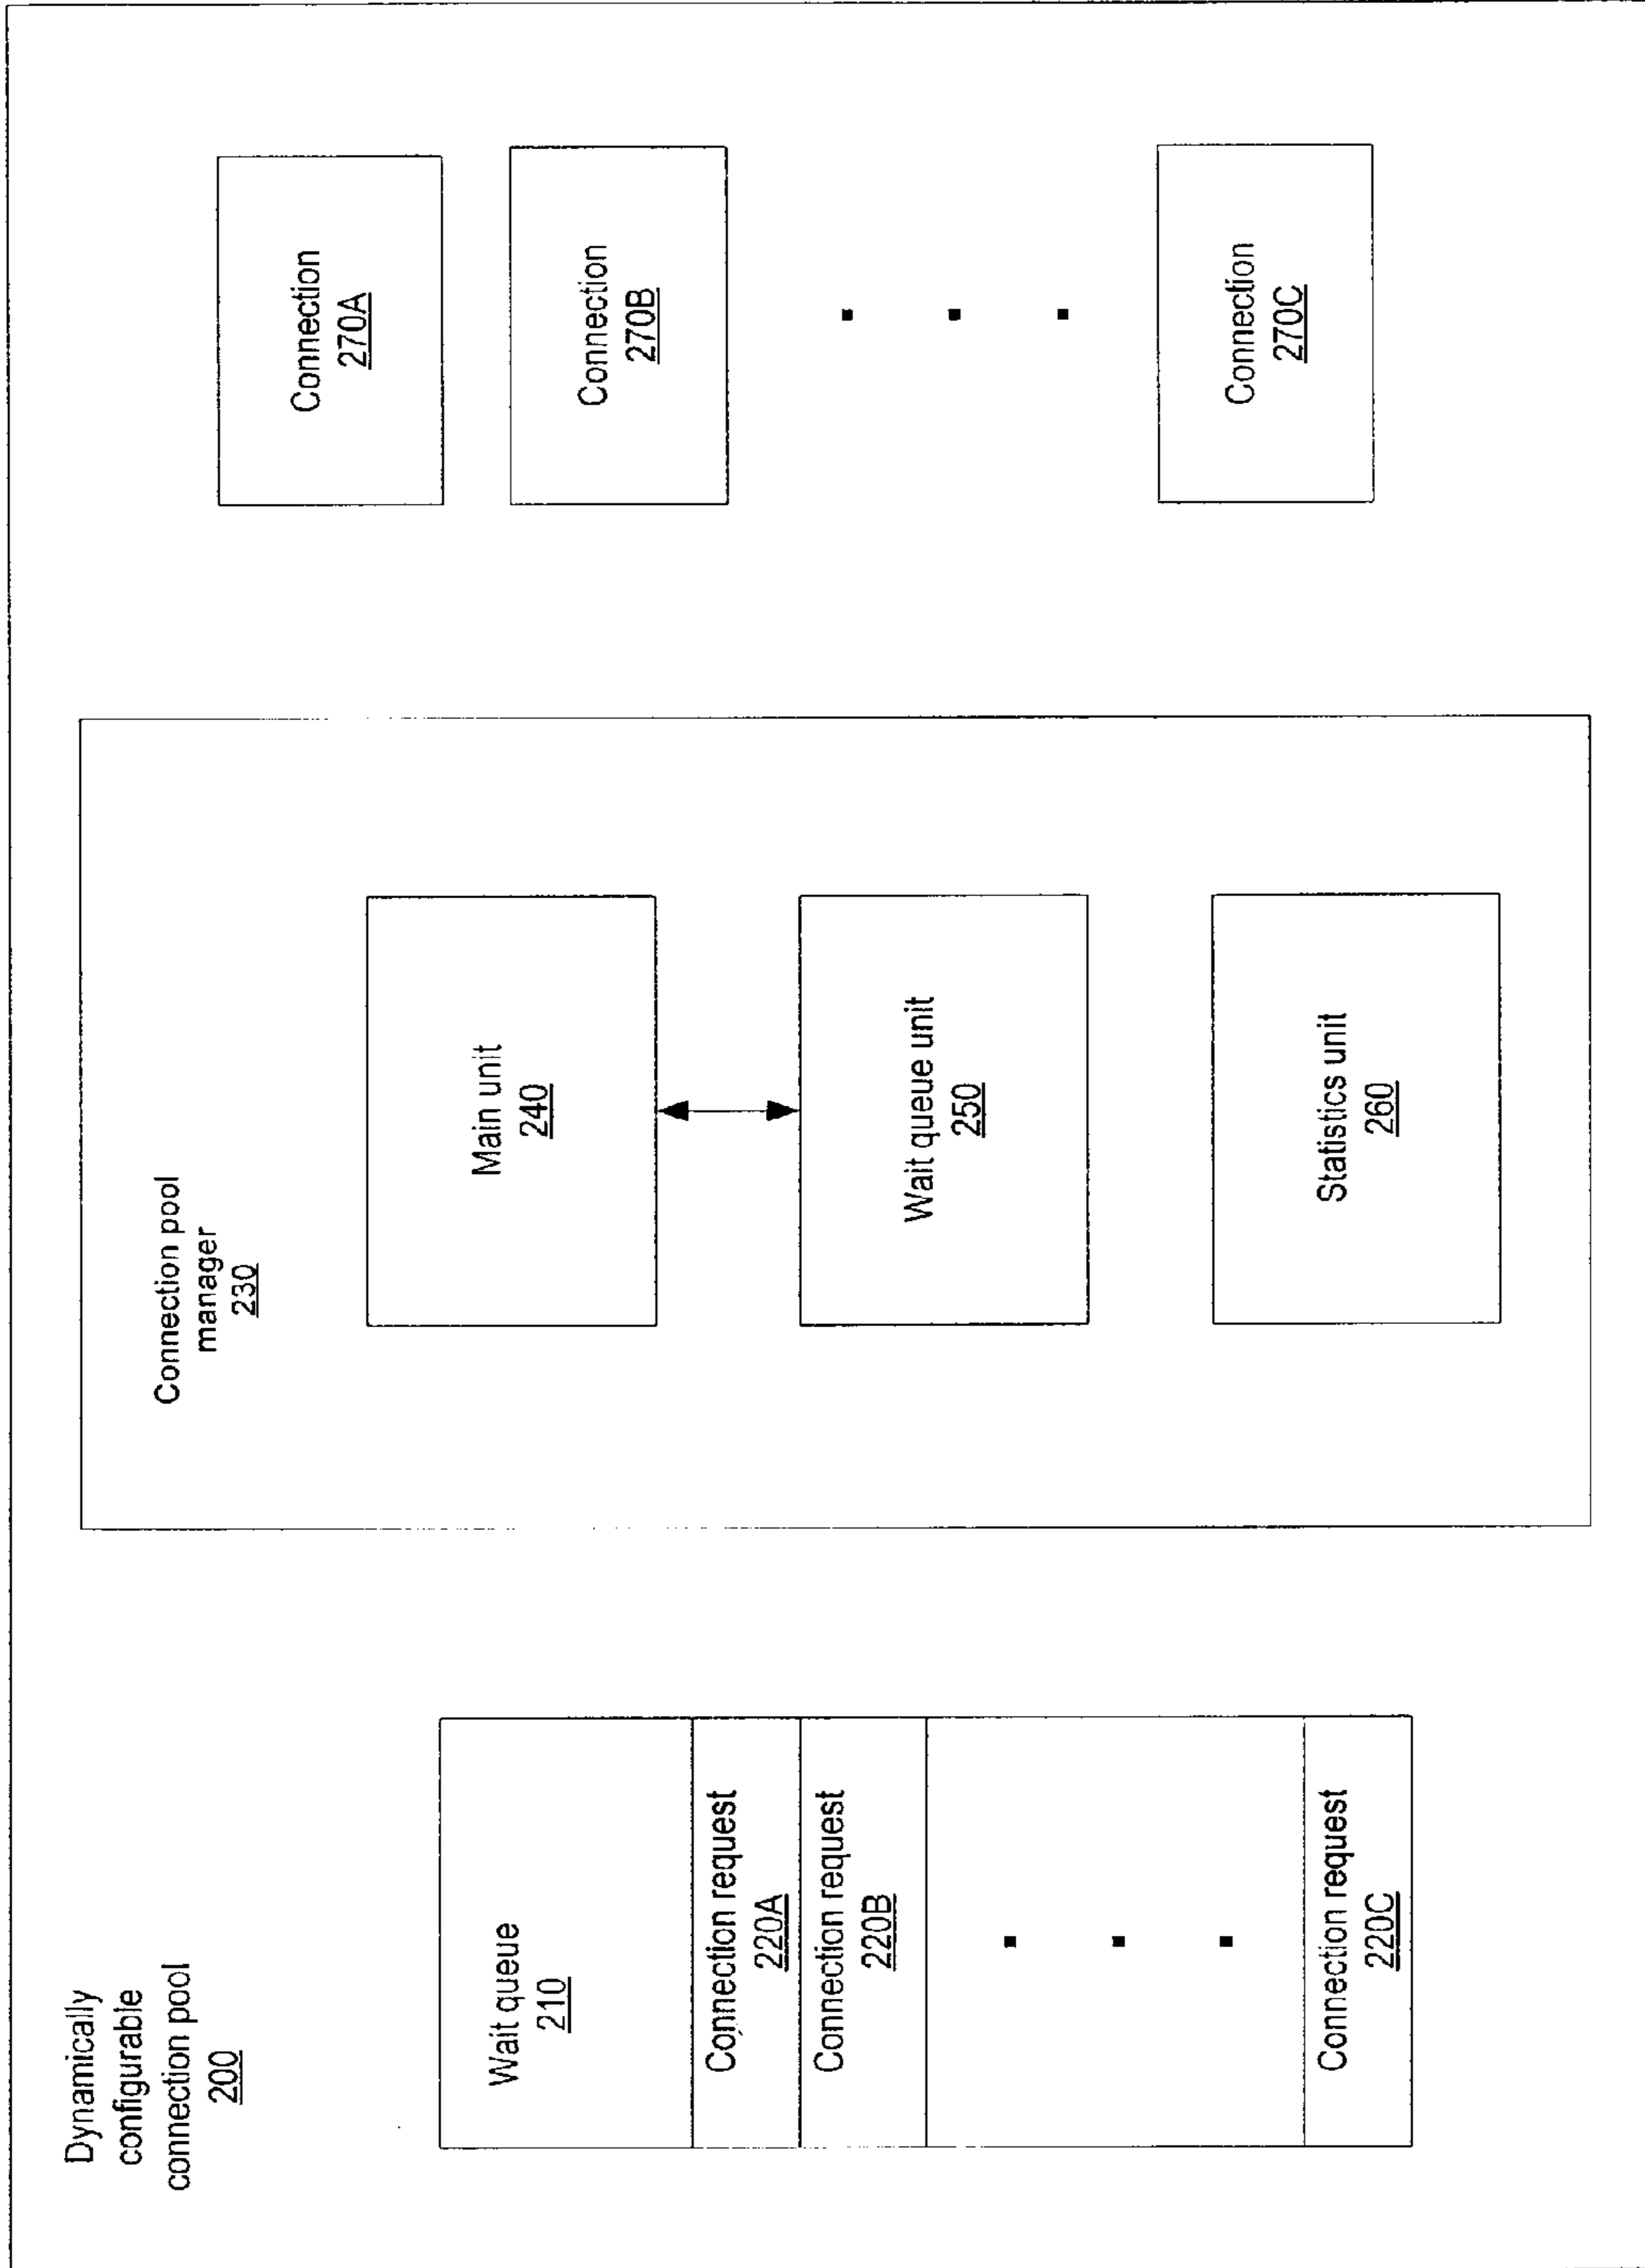 Dynamically
configurable
connection pool
200
Wait queue
210
Connection request
220A
Connection request
220B
Connection request
220C
Connection pool
manager
230
Main unit
240
Wait queue unit
250
Statistics unit
260
Connection
270A
Connection
270B
Connection
270C